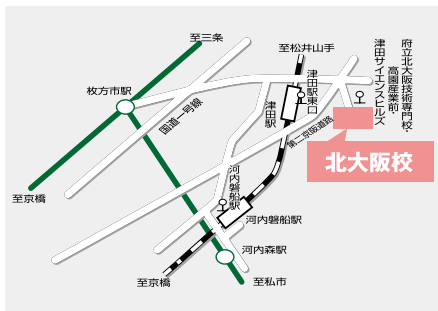 至三条
至松井山手
枚方市駅
国道一号線
津田駅
津田駅東口
府立北大阪技術専門校・
高園産業前・
津田サイエンスヒルズ
第二京阪道路
北大阪校
至京橋
河内磐船駅
河内磐船駅
河内森駅
至京橋
至私市